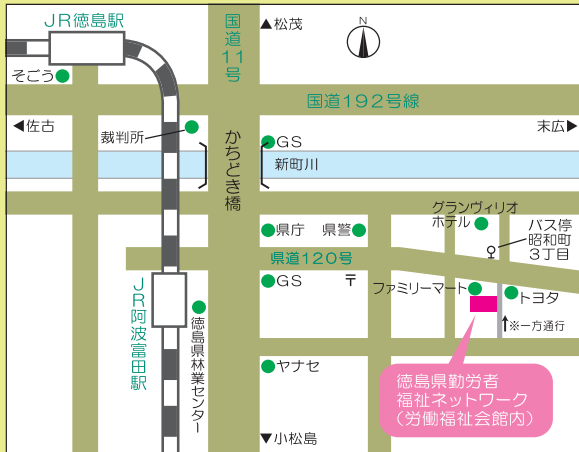 JR徳島駅
国道11号
▲松茂
N
そごう
国道192号線
◀佐古
裁判所
かちどき橋
GS
末広▶
新町川
グランヴィリオ
ホテル
バス停
昭和町
3丁目
県庁
県警
県道120号
JR阿波富田駅
GS
〒
ファミリーマート
トヨタ
徳島県林業センター
※一方通行
ヤナセ
徳島県勤労者
福祉ネットワーク
(労働福祉会館内)
▼小松島